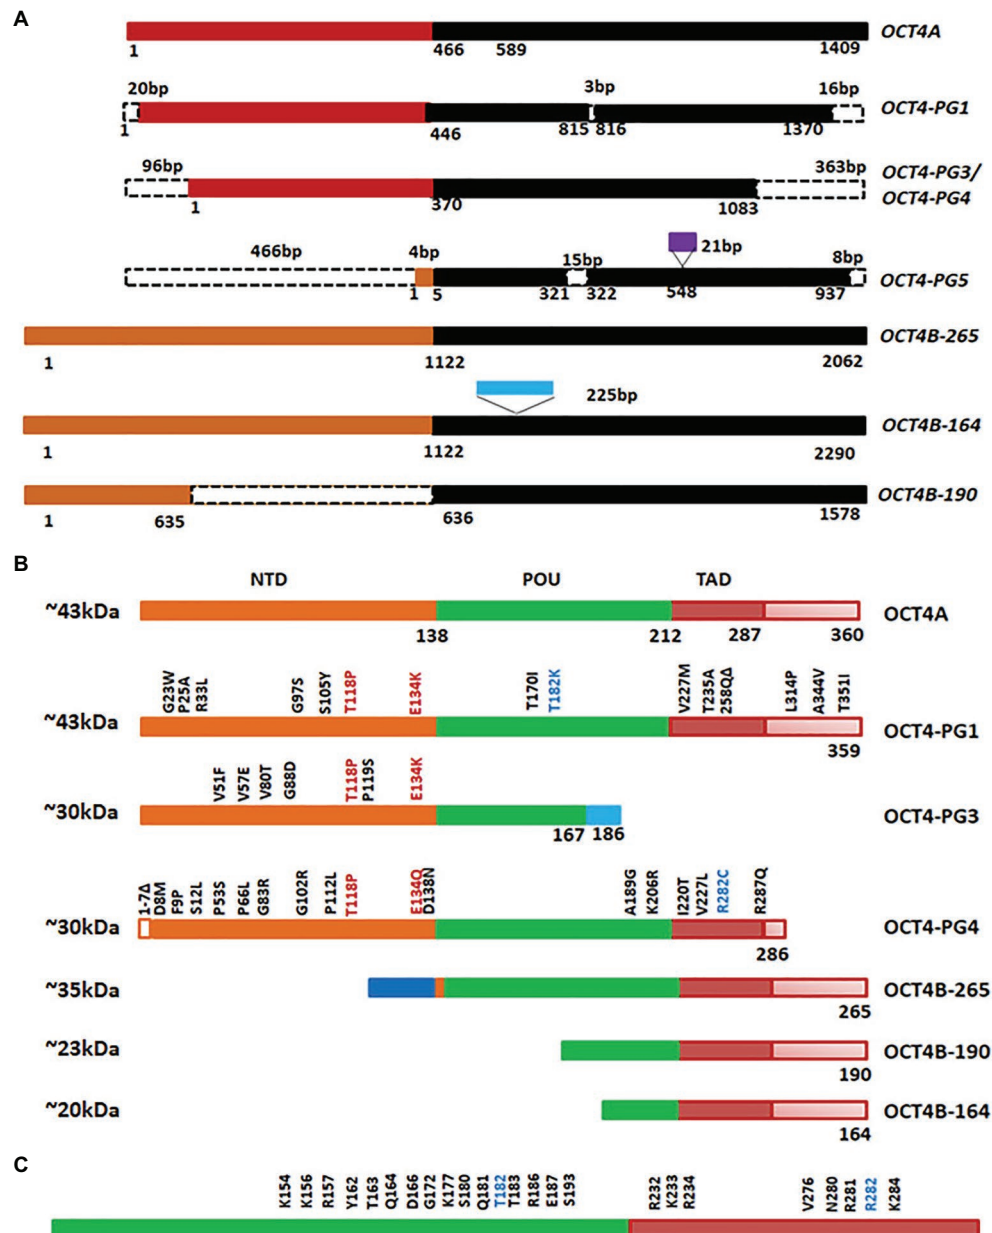 A
OCT4A
1 466 589 1409
20bp 3bp 16bp
OCT4-PG1
1 446 815 816 1370
96bp 363bp
OCT4-PG3/
OCT4-PG4
1 370 1083
466bp 4bp 15bp 21bp 8bp
OCT4-PG5
1 5 321 322 548 937
OCT4B-265
1 1122 2062
225bp
OCT4B-164
1 1122 2290
OCT4B-190
1 635 636 1578
B
NTD POU TAD
~43kDa OCT4A
138 212 287 360
G23W P25A R33L G97S S105Y T118P E134K T170I T182K V227M T235A 258QΔ L314P A344V T351I
~43kDa OCT4-PG1
359
V51F V57E V80T G88D T118P P119S E134K
~30kDa OCT4-PG3
167 186
1-7Δ D8M F9P S12L P53S P66L G83R G102R P112L T118P E134Q D138N A189G K206R I220T V227L R282C R287Q
~30kDa OCT4-PG4
286
~35kDa OCT4B-265
265
~23kDa OCT4B-190
190
~20kDa OCT4B-164
164
C
K154 K156 R157 Y162 T163 Q164 D166 G172 K177 S180 Q181 T182 T183 R186 E187 S193 R232 K233 R234 V276 N280 R281 R282 K284